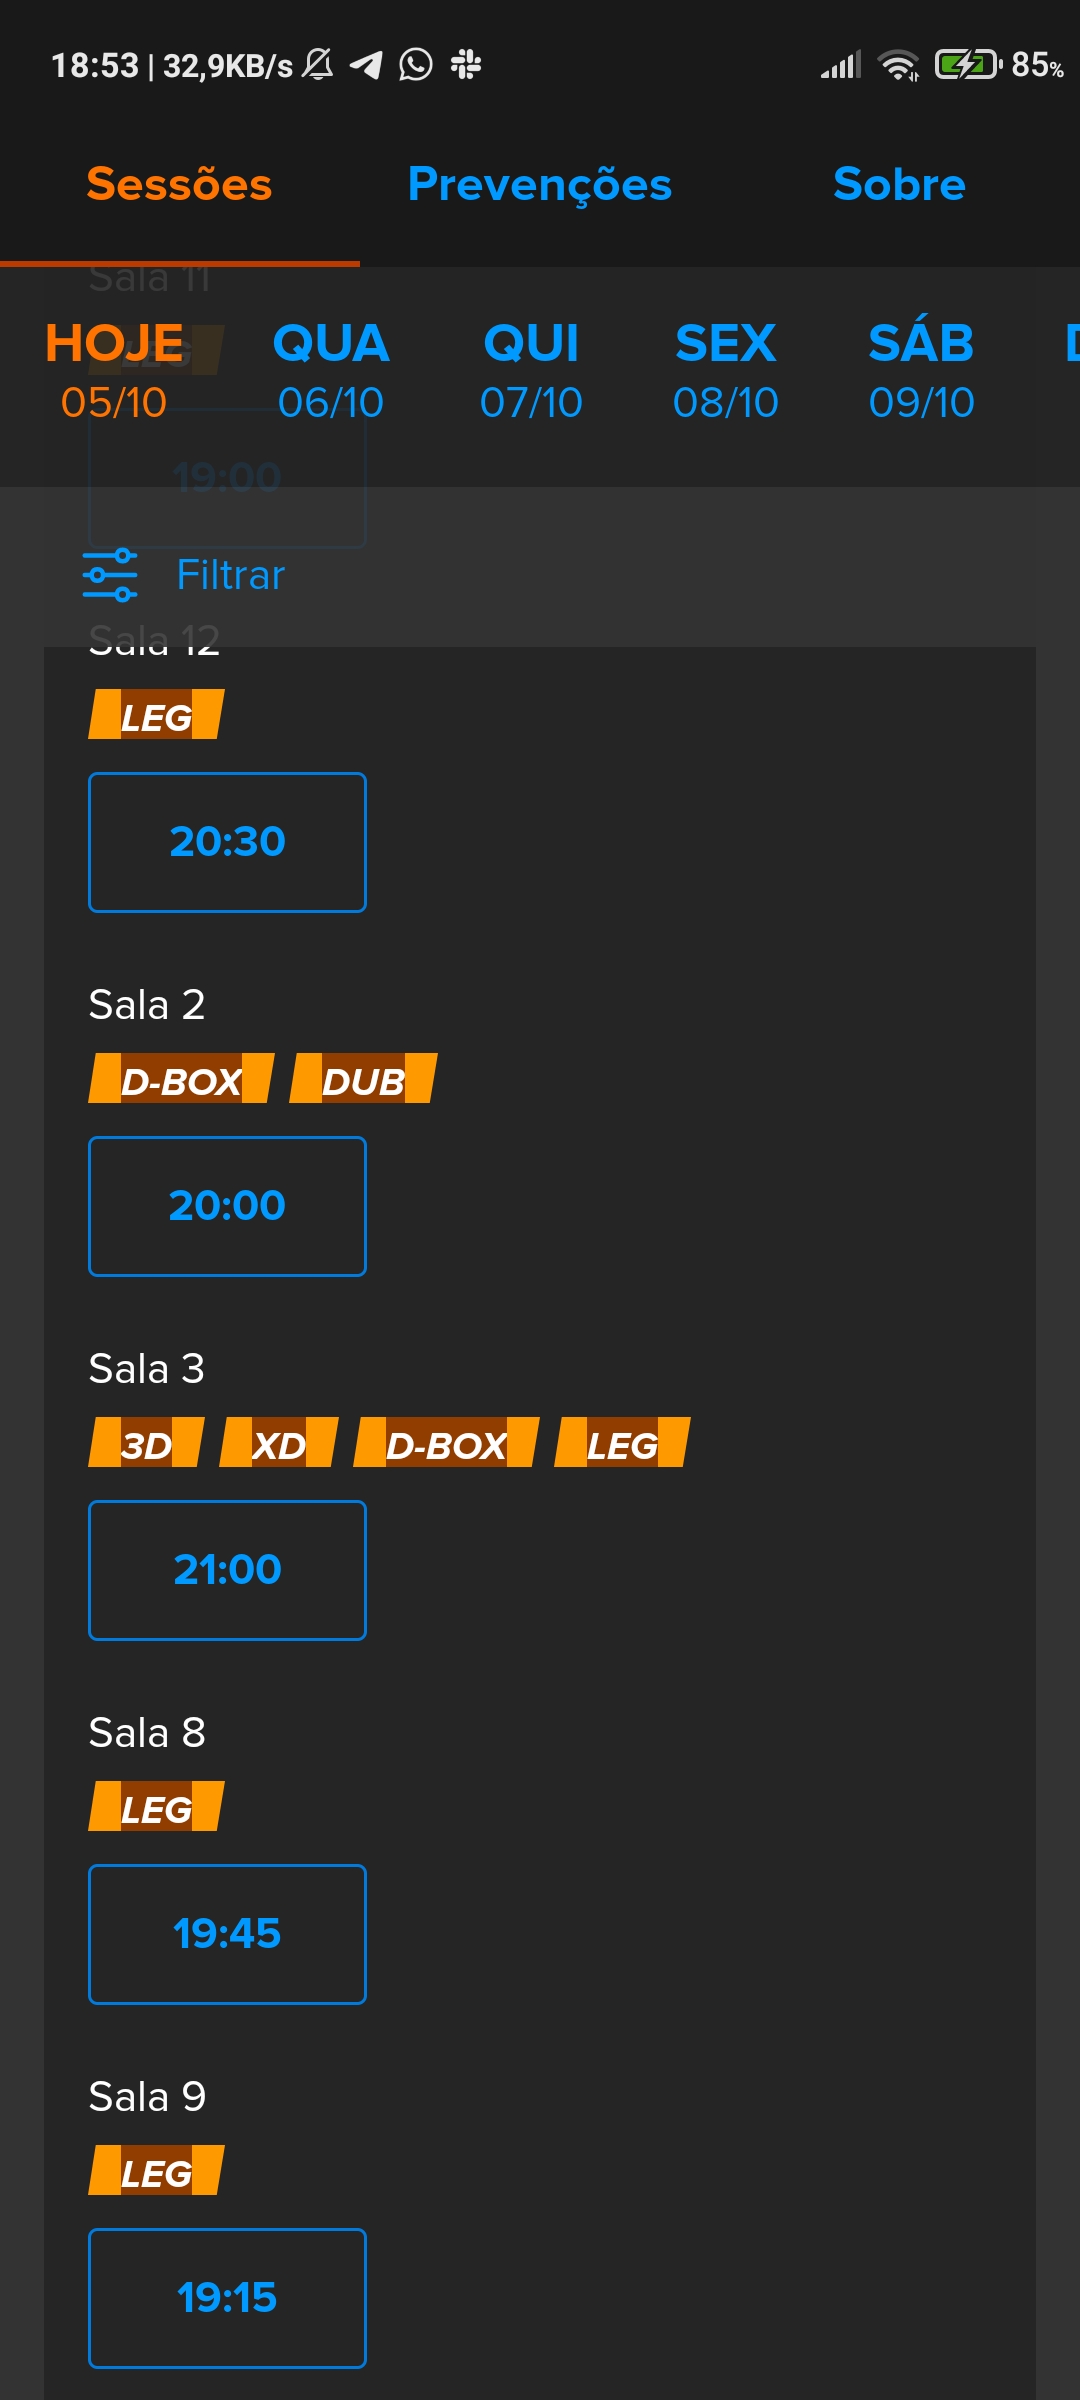 18:53 | 32,9KB/s 85%
Sessões Prevenções Sobre
Sala 11
HOJE QUA QUI SEX SÁB
LEG
05/10 06/10 07/10 08/10 09/10
19:00
Filtrar
Sala 12
LEG
20:30
Sala 2
D-BOX DUB
20:00
Sala 3
3D XD D-BOX LEG
21:00
Sala 8
LEG
19:45
Sala 9
LEG
19:15